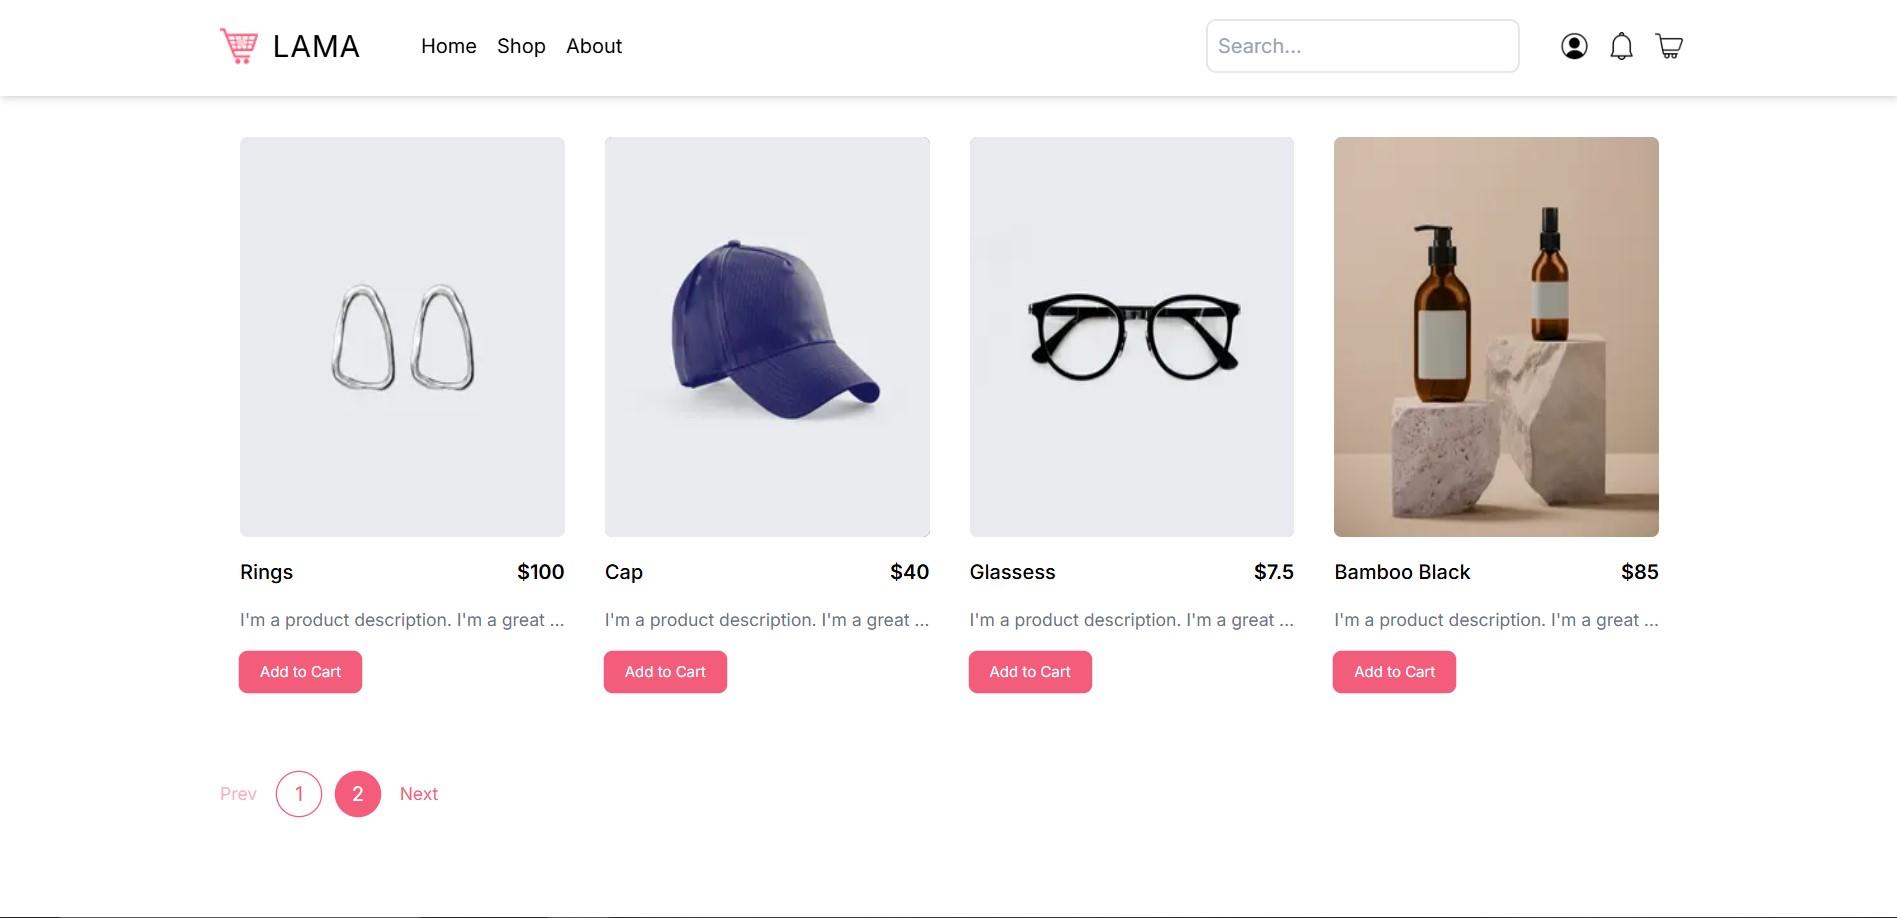 LAMA Home Shop About Search...
Rings $100 Cap $40 Glassess $7.5 Bamboo Black $85
I'm a product description. I'm a great ... I'm a product description. I'm a great ... I'm a product description. I'm a great ... I'm a product description. I'm a great ...
Add to Cart Add to Cart Add to Cart Add to Cart
Prev 1 2 Next